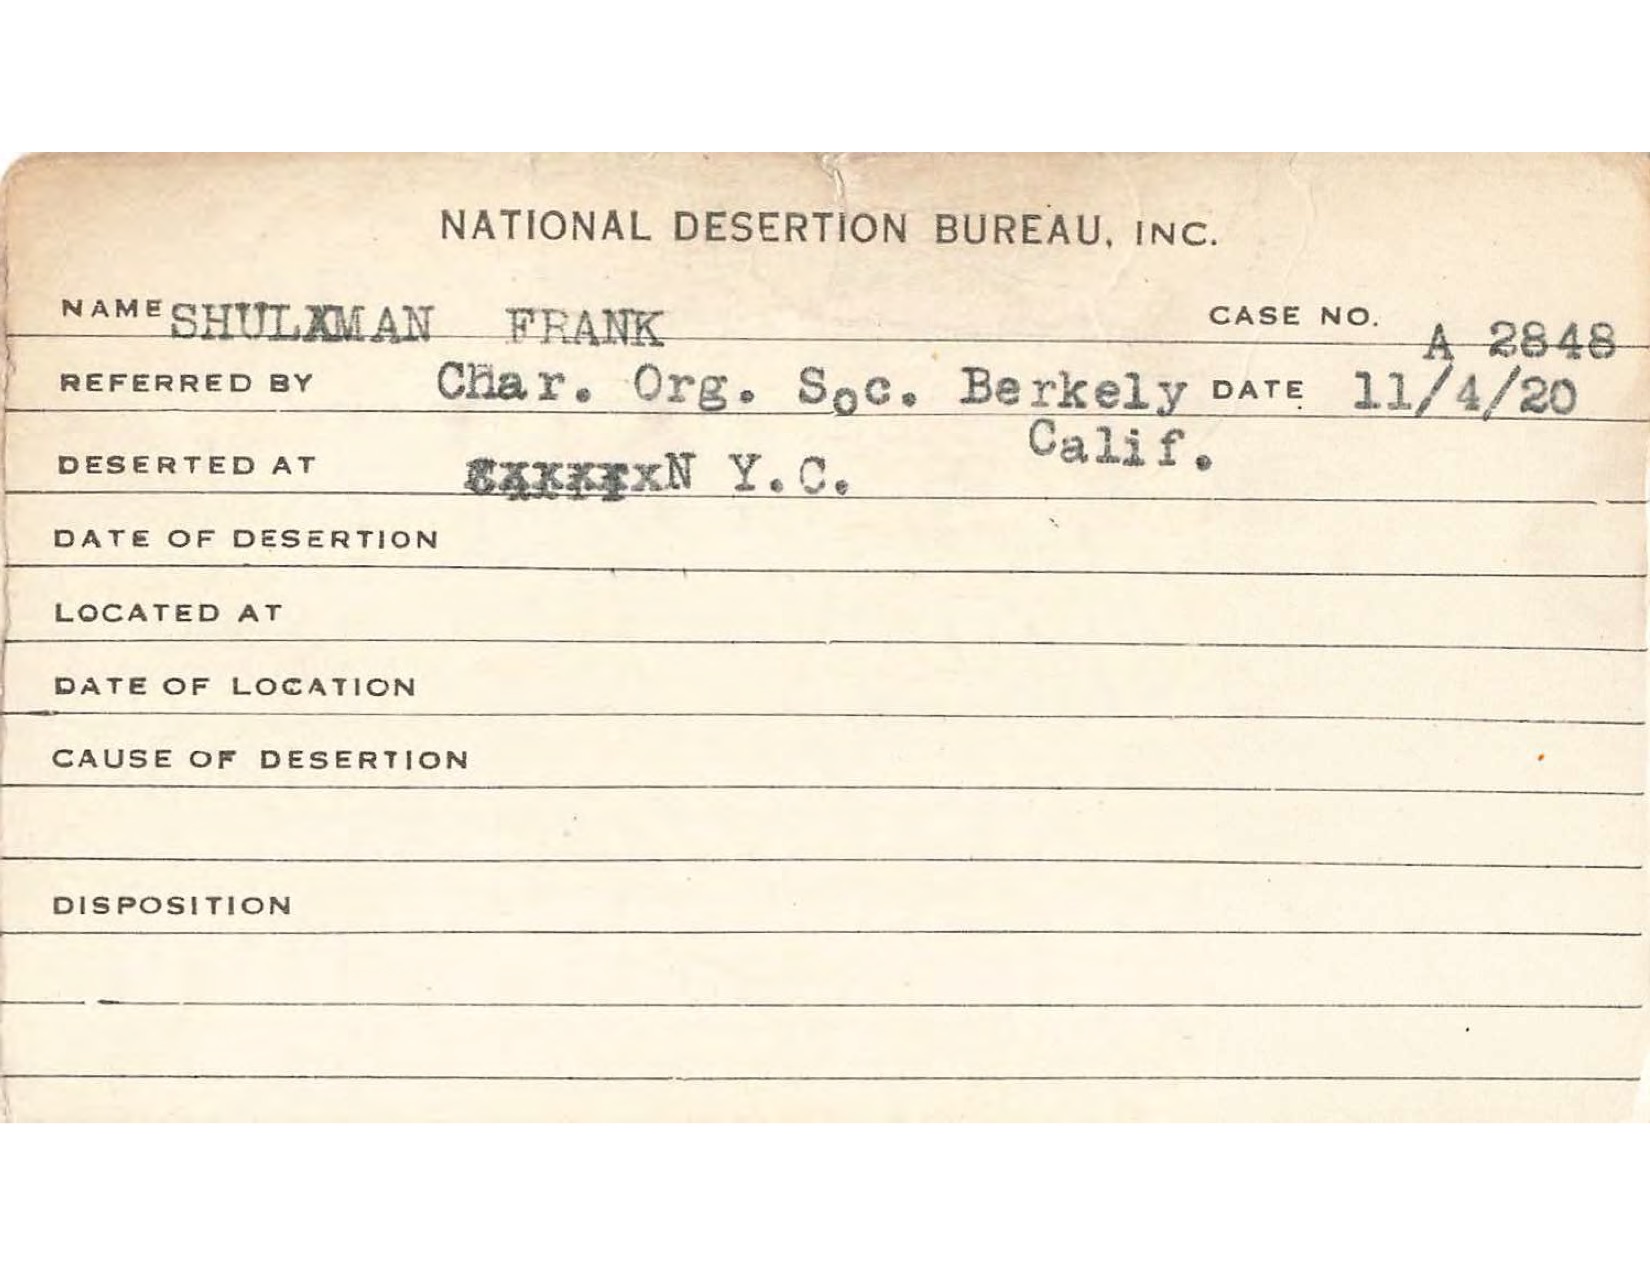 NATIONAL DESERTION BUREAU, INC.
NAME SHULXMAN FRANK CASE NO. A 2848
REFERRED BY Char. Org. Soc. Berkely DATE 11/4/20
Calif.
DESERTED AT N Y.C.
DATE OF DESERTION
LOCATED AT
DATE OF LOCATION
CAUSE OF DESERTION
DISPOSITION